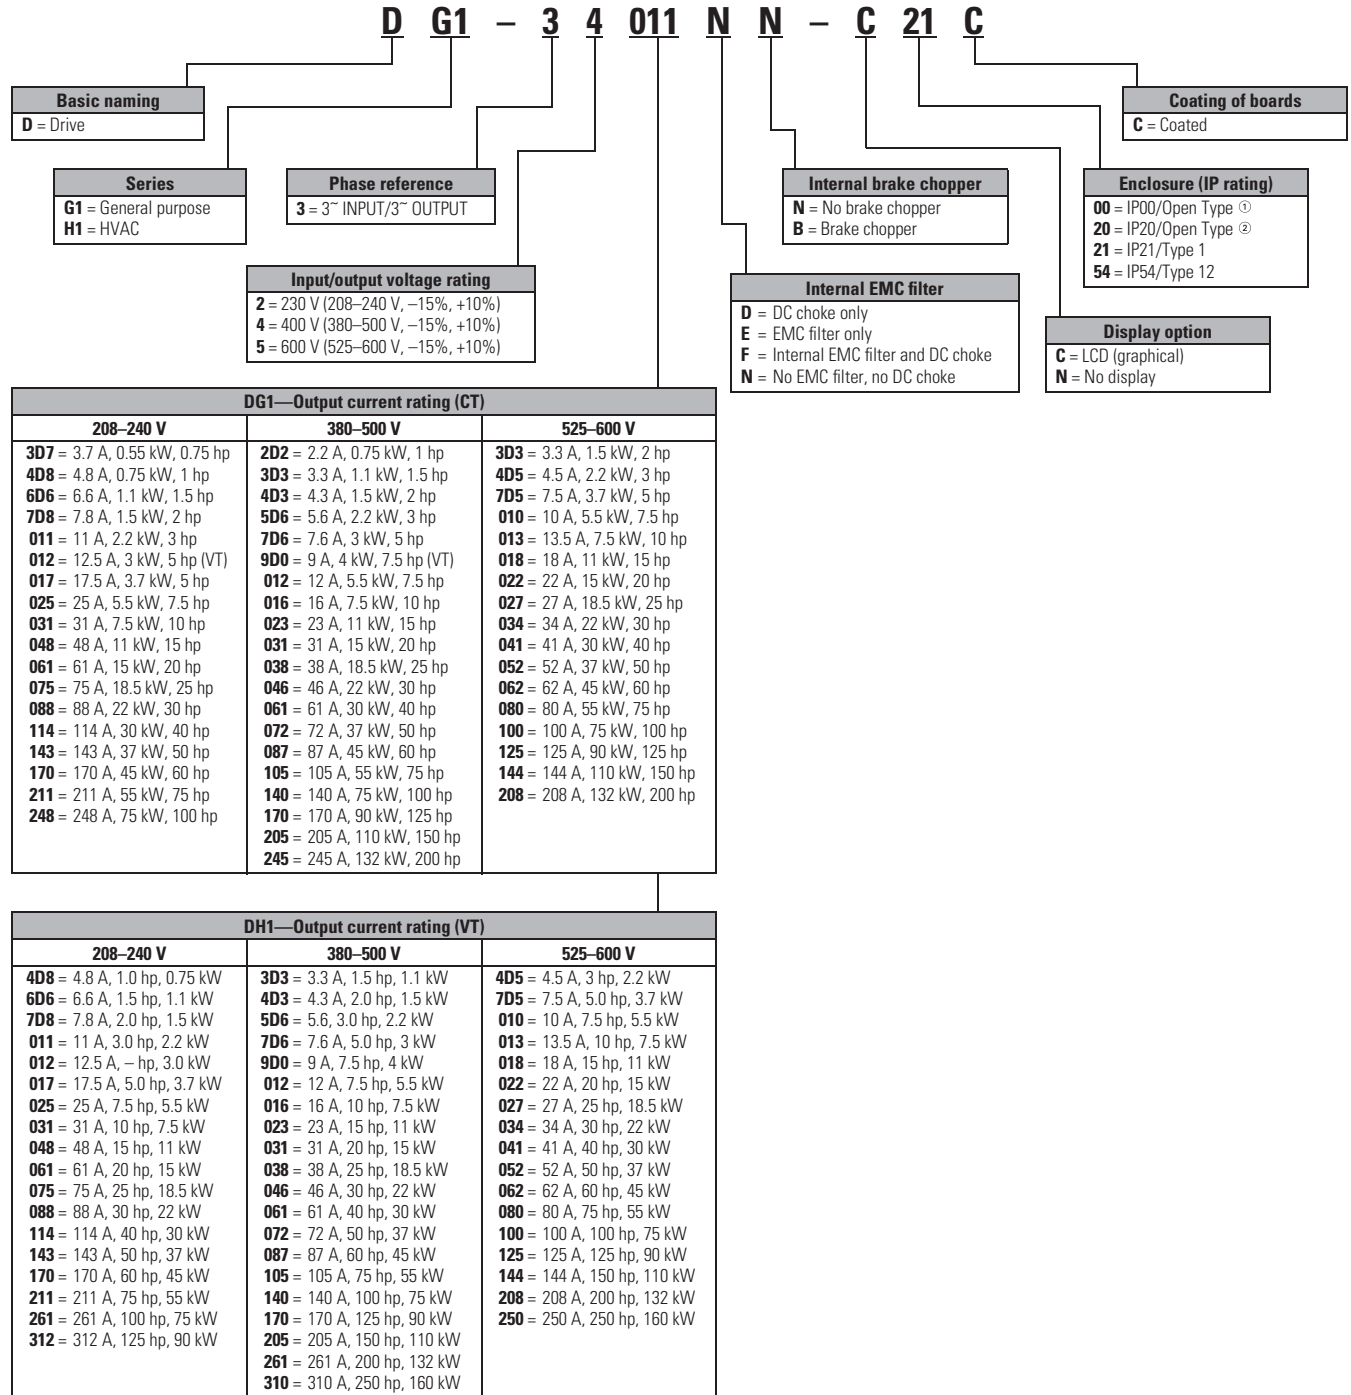 D G1 – 3 4 011 N N – C 21 C
Basic naming
D = Drive
Coating of boards
C = Coated
Series
G1 = General purpose
H1 = HVAC
Phase reference
3 = 3~ INPUT/3~ OUTPUT
Internal brake chopper
N = No brake chopper
B = Brake chopper
Enclosure (IP rating)
00 = IP00/Open Type ①
20 = IP20/Open Type ②
21 = IP21/Type 1
54 = IP54/Type 12
Input/output voltage rating
2 = 230 V (208–240 V, –15%, +10%)
4 = 400 V (380–500 V, –15%, +10%)
5 = 600 V (525–600 V, –15%, +10%)
Internal EMC filter
D = DC choke only
E = EMC filter only
F = Internal EMC filter and DC choke
N = No EMC filter, no DC choke
Display option
C = LCD (graphical)
N = No display
DG1—Output current rating (CT)
208–240 V
3D7 = 3.7 A, 0.55 kW, 0.75 hp
4D8 = 4.8 A, 0.75 kW, 1 hp
6D6 = 6.6 A, 1.1 kW, 1.5 hp
7D8 = 7.8 A, 1.5 kW, 2 hp
011 = 11 A, 2.2 kW, 3 hp
012 = 12.5 A, 3 kW, 5 hp (VT)
017 = 17.5 A, 3.7 kW, 5 hp
025 = 25 A, 5.5 kW, 7.5 hp
031 = 31 A, 7.5 kW, 10 hp
048 = 48 A, 11 kW, 15 hp
061 = 61 A, 15 kW, 20 hp
075 = 75 A, 18.5 kW, 25 hp
088 = 88 A, 22 kW, 30 hp
114 = 114 A, 30 kW, 40 hp
143 = 143 A, 37 kW, 50 hp
170 = 170 A, 45 kW, 60 hp
211 = 211 A, 55 kW, 75 hp
248 = 248 A, 75 kW, 100 hp
380–500 V
2D2 = 2.2 A, 0.75 kW, 1 hp
3D3 = 3.3 A, 1.1 kW, 1.5 hp
4D3 = 4.3 A, 1.5 kW, 2 hp
5D6 = 5.6 A, 2.2 kW, 3 hp
7D6 = 7.6 A, 3 kW, 5 hp
9D0 = 9 A, 4 kW, 7.5 hp (VT)
012 = 12 A, 5.5 kW, 7.5 hp
016 = 16 A, 7.5 kW, 10 hp
023 = 23 A, 11 kW, 15 hp
031 = 31 A, 15 kW, 20 hp
038 = 38 A, 18.5 kW, 25 hp
046 = 46 A, 22 kW, 30 hp
061 = 61 A, 30 kW, 40 hp
072 = 72 A, 37 kW, 50 hp
087 = 87 A, 45 kW, 60 hp
105 = 105 A, 55 kW, 75 hp
140 = 140 A, 75 kW, 100 hp
170 = 170 A, 90 kW, 125 hp
205 = 205 A, 110 kW, 150 hp
245 = 245 A, 132 kW, 200 hp
525–600 V
3D3 = 3.3 A, 1.5 kW, 2 hp
4D5 = 4.5 A, 2.2 kW, 3 hp
7D5 = 7.5 A, 3.7 kW, 5 hp
010 = 10 A, 5.5 kW, 7.5 hp
013 = 13.5 A, 7.5 kW, 10 hp
018 = 18 A, 11 kW, 15 hp
022 = 22 A, 15 kW, 20 hp
027 = 27 A, 18.5 kW, 25 hp
034 = 34 A, 22 kW, 30 hp
041 = 41 A, 30 kW, 40 hp
052 = 52 A, 37 kW, 50 hp
062 = 62 A, 45 kW, 60 hp
080 = 80 A, 55 kW, 75 hp
100 = 100 A, 75 kW, 100 hp
125 = 125 A, 90 kW, 125 hp
144 = 144 A, 110 kW, 150 hp
208 = 208 A, 132 kW, 200 hp
DH1—Output current rating (VT)
208–240 V
4D8 = 4.8 A, 1.0 hp, 0.75 kW
6D6 = 6.6 A, 1.5 hp, 1.1 kW
7D8 = 7.8 A, 2.0 hp, 1.5 kW
011 = 11 A, 3.0 hp, 2.2 kW
012 = 12.5 A, – hp, 3.0 kW
017 = 17.5 A, 5.0 hp, 3.7 kW
025 = 25 A, 7.5 hp, 5.5 kW
031 = 31 A, 10 hp, 7.5 kW
048 = 48 A, 15 hp, 11 kW
061 = 61 A, 20 hp, 15 kW
075 = 75 A, 25 hp, 18.5 kW
088 = 88 A, 30 hp, 22 kW
114 = 114 A, 40 hp, 30 kW
143 = 143 A, 50 hp, 37 kW
170 = 170 A, 60 hp, 45 kW
211 = 211 A, 75 hp, 55 kW
261 = 261 A, 100 hp, 75 kW
312 = 312 A, 125 hp, 90 kW
380–500 V
3D3 = 3.3 A, 1.5 hp, 1.1 kW
4D3 = 4.3 A, 2.0 hp, 1.5 kW
5D6 = 5.6, 3.0 hp, 2.2 kW
7D6 = 7.6 A, 5.0 hp, 3 kW
9D0 = 9 A, 7.5 hp, 4 kW
012 = 12 A, 7.5 hp, 5.5 kW
016 = 16 A, 10 hp, 7.5 kW
023 = 23 A, 15 hp, 11 kW
031 = 31 A, 20 hp, 15 kW
038 = 38 A, 25 hp, 18.5 kW
046 = 46 A, 30 hp, 22 kW
061 = 61 A, 40 hp, 30 kW
072 = 72 A, 50 hp, 37 kW
087 = 87 A, 60 hp, 45 kW
105 = 105 A, 75 hp, 55 kW
140 = 140 A, 100 hp, 75 kW
170 = 170 A, 125 hp, 90 kW
205 = 205 A, 150 hp, 110 kW
261 = 261 A, 200 hp, 132 kW
310 = 310 A, 250 hp, 160 kW
525–600 V
4D5 = 4.5 A, 3 hp, 2.2 kW
7D5 = 7.5 A, 5.0 hp, 3.7 kW
010 = 10 A, 7.5 hp, 5.5 kW
013 = 13.5 A, 10 hp, 7.5 kW
018 = 18 A, 15 hp, 11 kW
022 = 22 A, 20 hp, 15 kW
027 = 27 A, 25 hp, 18.5 kW
034 = 34 A, 30 hp, 22 kW
041 = 41 A, 40 hp, 30 kW
052 = 52 A, 50 hp, 37 kW
062 = 62 A, 60 hp, 45 kW
080 = 80 A, 75 hp, 55 kW
100 = 100 A, 100 hp, 75 kW
125 = 125 A, 125 hp, 90 kW
144 = 144 A, 150 hp, 110 kW
208 = 208 A, 200 hp, 132 kW
250 = 250 A, 250 hp, 160 kW